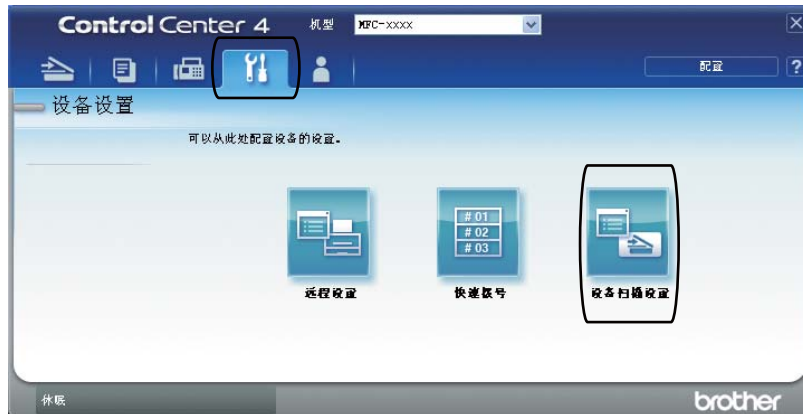 Control Center 4 机型 MFC-xxxx
配置 ?
设备设置
可以从此处配置设备的设置。
# 01
# 02
# 03
远程设置 快速拨号 设备扫描设置
休眠 brother